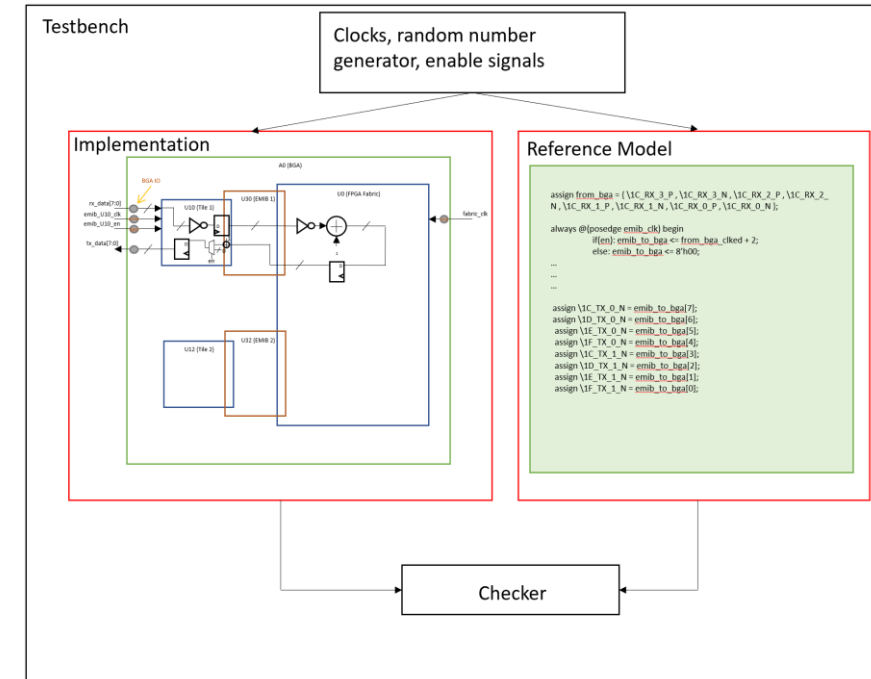 Testbench
Clocks, random number
generator, enable signals
Implementation
A0 (BGA)
BGA IO
rx_data[7:0]
emib_U10_clk
emib_U10_en
tx_data[7:0]
U10 (Tile 1)
U30 (EMIB 1)
U0 (FPGA Fabric)
fabric_clk
D
D
D
1
U12 (Tile 2)
U32 (EMIB 2)
Reference Model
assign from_bga = { \1C_RX_3_P , \1C_RX_3_N , \1C_RX_2_P , \1C_RX_2_
N , \1C_RX_1_P , \1C_RX_1_N , \1C_RX_0_P , \1C_RX_0_N };
always @(posedge emib_clk) begin
if(en): emib_to_bga <= from_bga_clked + 2;
else: emib_to_bga <= 8'h00;
...
...
...
assign \1C_TX_0_N = emib_to_bga[7];
assign \1D_TX_0_N = emib_to_bga[6];
assign \1E_TX_0_N = emib_to_bga[5];
assign \1F_TX_0_N = emib_to_bga[4];
assign \1C_TX_1_N = emib_to_bga[3];
assign \1D_TX_1_N = emib_to_bga[2];
assign \1E_TX_1_N = emib_to_bga[1];
assign \1F_TX_1_N = emib_to_bga[0];
Checker